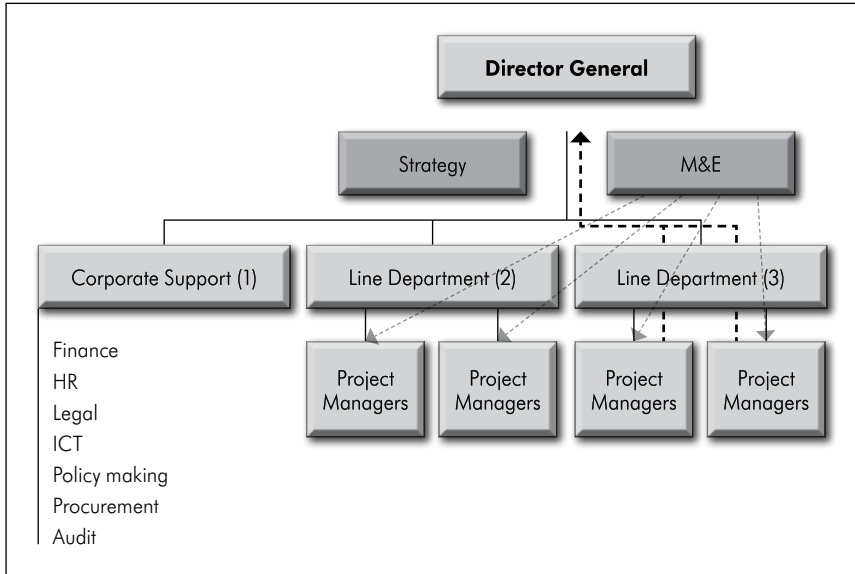 Director General
Strategy
M&E
Corporate Support (1)
Line Department (2)
Line Department (3)
Finance
HR
Legal
ICT
Policy making
Procurement
Audit
Project
Managers
Project
Managers
Project
Managers
Project
Managers